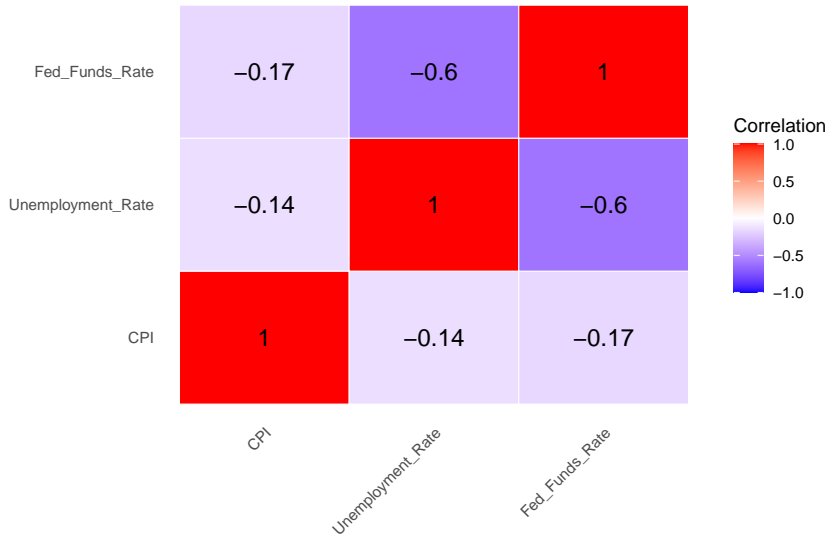 Fed_Funds_Rate
−0.17
−0.6
1
Unemployment_Rate
−0.14
1
−0.6
CPI
1
−0.14
−0.17
CPI
Unemployment_Rate
Fed_Funds_Rate
Correlation
1.0
0.5
0.0
−0.5
−1.0